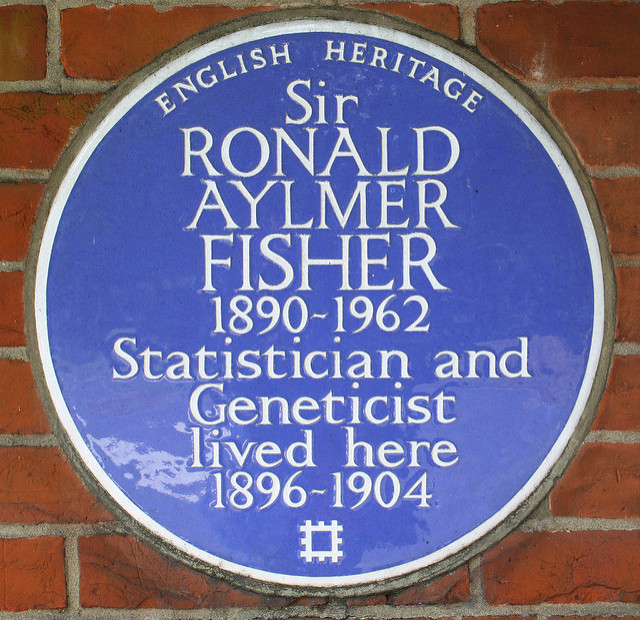 ENGLISH HERITAGE
Sir
RONALD
AYLMER
FISHER
1890-1962
Statistician and
Geneticist
lived here
1896-1904